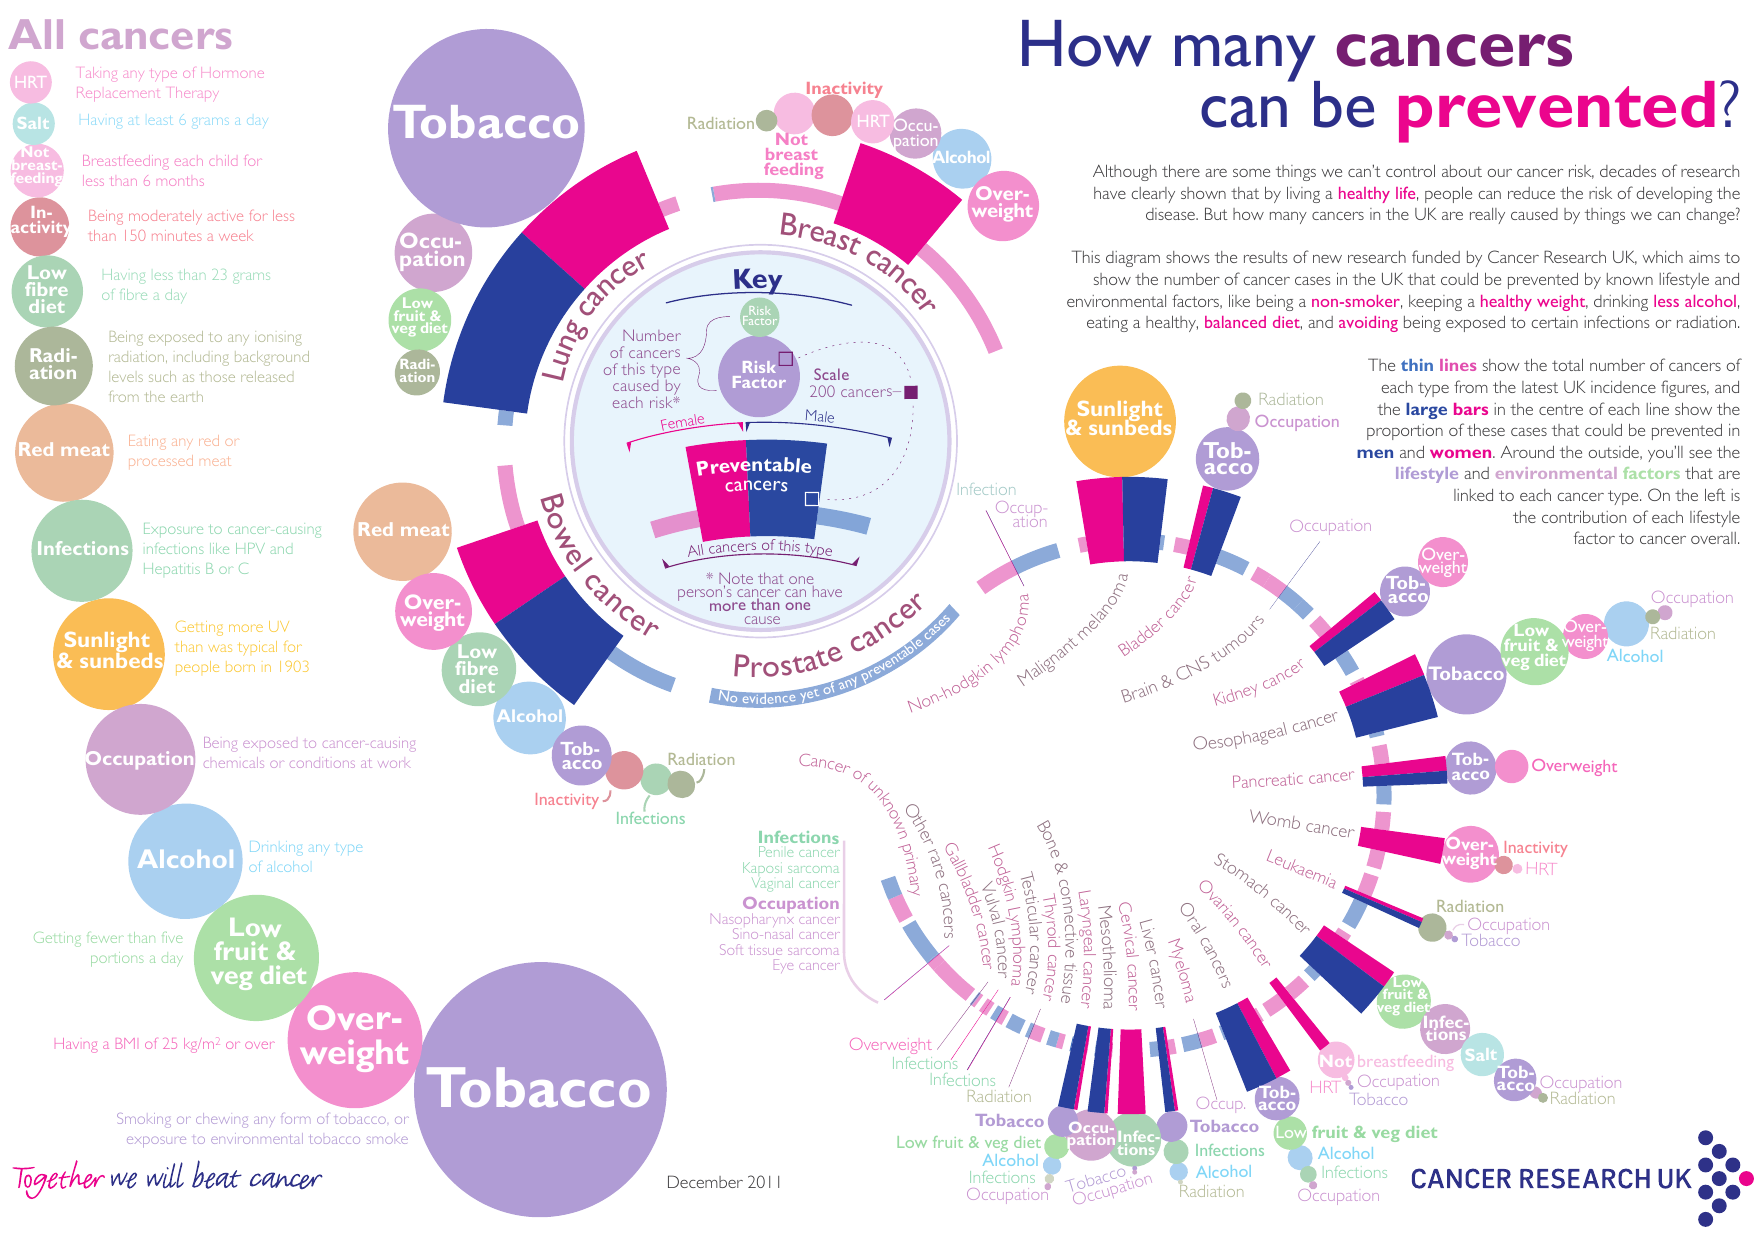 All cancers
HRT
Taking any type of Hormone
Replacement Therapy
Salt
Having at least 6 grams a day
Not
breast-
feeding
Breastfeeding each child for
less than 6 months
In-
activity
Being moderately active for less
than 150 minutes a week
Low
fibre
diet
Having less than 23 grams
of fibre a day
Radi-
ation
Being exposed to any ionising
radiation, including background
levels such as those released
from the earth
Red meat
Eating any red or
processed meat
Infections
Exposure to cancer-causing
infections like HPV and
Hepatitis B or C
Sunlight
& sunbeds
Getting more UV
than was typical for
people born in 1903
Occupation
Being exposed to cancer-causing
chemicals or conditions at work
Alcohol
Drinking any type
of alcohol
Low
fruit &
veg diet
Getting fewer than five
portions a day
Over-
weight
Having a BMI of 25 kg/m² or over
Tobacco
Smoking or chewing any form of tobacco, or
exposure to environmental tobacco smoke
Together we will beat cancer
December 2011
Tobacco
Occu-
pation
Low
fruit &
veg diet
Radi-
ation
Lung cancer
Radiation
Not
breast
feeding
Inactivity
HRT
Occu-
pation
Alcohol
Over-
weight
Breast cancer
Key
Risk
Factor
Risk
Factor
Number
of cancers
of this type
caused by
each risk*
Scale
200 cancers
Female
Male
Preventable
cancers
All cancers of this type
* Note that one
person's cancer can have
more than one
cause
Red meat
Over-
weight
Low
fibre
diet
Alcohol
Tob-
acco
Inactivity
Infections
Radiation
Bowel cancer
Prostate cancer
No evidence yet of any preventable cases
How many cancers
can be prevented?
Although there are some things we can't control about our cancer risk, decades of research
have clearly shown that by living a healthy life, people can reduce the risk of developing the
disease. But how many cancers in the UK are really caused by things we can change?
This diagram shows the results of new research funded by Cancer Research UK, which aims to
show the number of cancer cases in the UK that could be prevented by known lifestyle and
environmental factors, like being a non-smoker, keeping a healthy weight, drinking less alcohol,
eating a healthy, balanced diet, and avoiding being exposed to certain infections or radiation.
The thin lines show the total number of cancers of
each type from the latest UK incidence figures, and
the large bars in the centre of each line show the
proportion of these cases that could be prevented in
men and women. Around the outside, you'll see the
lifestyle and environmental factors that are
linked to each cancer type. On the left is
the contribution of each lifestyle
factor to cancer overall.
Infection
Occup-
ation
Non-hodgkin lymphoma
Sunlight
& sunbeds
Malignant melanoma
Radiation
Occupation
Tob-
acco
Bladder cancer
Occupation
Brain & CNS tumours
Over-
weight
Tob-
acco
Kidney cancer
Tobacco
Low
fruit &
veg diet
Over-
weight
Alcohol
Occupation
Radiation
Oesophageal cancer
Tob-
acco
Overweight
Pancreatic cancer
Over-
weight
Inactivity
HRT
Womb cancer
Radiation
Occupation
Tobacco
Leukaemia
Low
fruit &
veg diet
Infec-
tions
Salt
Tob-
acco
Occupation
Radiation
Stomach cancer
Not breastfeeding
HRT
Occupation
Tobacco
Ovarian cancer
Tob-
acco
Low fruit & veg diet
Alcohol
Infections
Occupation
Oral cancers
Occup.
Myeloma
Tobacco
Infections
Alcohol
Radiation
Liver cancer
Infec-
tions
Tobacco
Occupation
Cervical cancer
Occu-
pation
Mesothelioma
Tobacco
Low fruit & veg diet
Alcohol
Infections
Occupation
Laryngeal cancer
Bone & connective tissue
Thyroid cancer
Radiation
Testicular cancer
Hodgkin Lymphoma
Infections
Vulval cancer
Infections
Gallbladder cancer
Overweight
Other rare cancers
Cancer of unknown primary
Infections
Penile cancer
Kaposi sarcoma
Vaginal cancer
Occupation
Nasopharynx cancer
Sino-nasal cancer
Soft tissue sarcoma
Eye cancer
CANCER RESEARCH UK